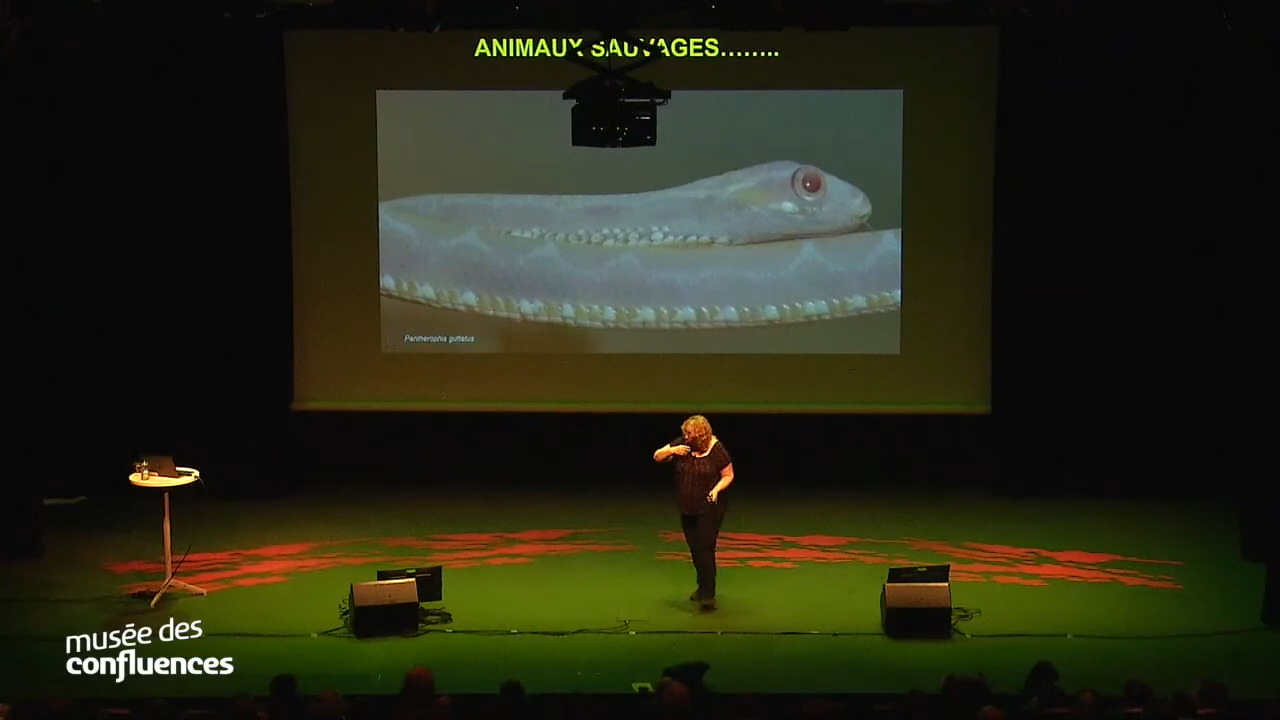 ANIMAUX SAUVAGES……..
Pantherophis guttatus
musée des
confluences